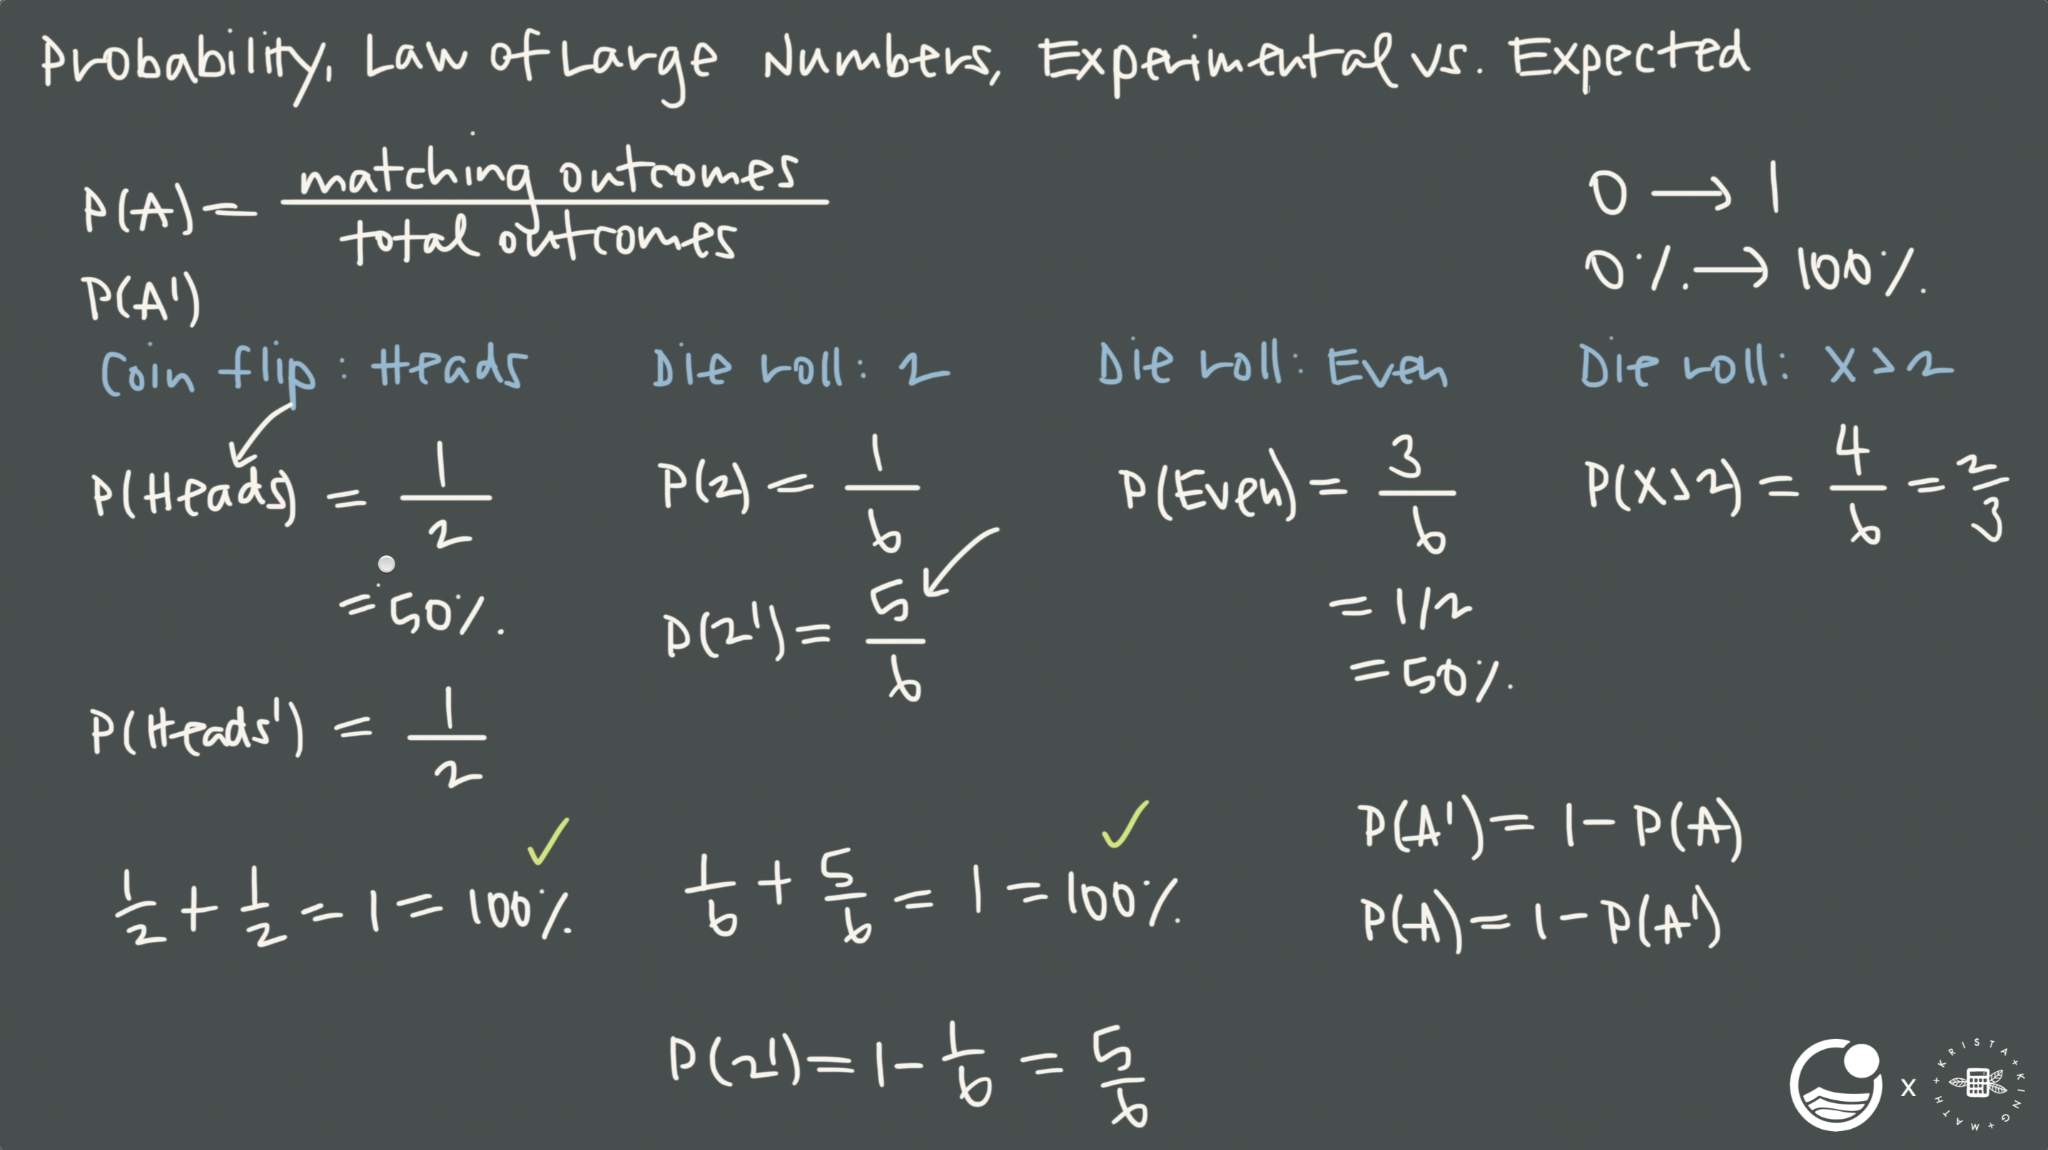 Probability, Law of Large Numbers, Experimental vs. Expected
P(A) = matching outcomes / total outcomes
P(A')
0 → 1
0% → 100%
Coin flip: Heads
P(Heads) = 1/2
= 50%
P(Heads') = 1/2
1/2 + 1/2 = 1 = 100% ✓
Die roll: 2
P(2) = 1/6
P(2') = 5/6
1/6 + 5/6 = 1 = 100% ✓
P(2') = 1 - 1/6 = 5/6
Die roll: Even
P(Even) = 3/6
= 1/2
= 50%
Die roll: X > 2
P(X>2) = 4/6 = 2/3
P(A') = 1 - P(A)
P(A) = 1 - P(A')
X
KRISTA + KING + MATH +